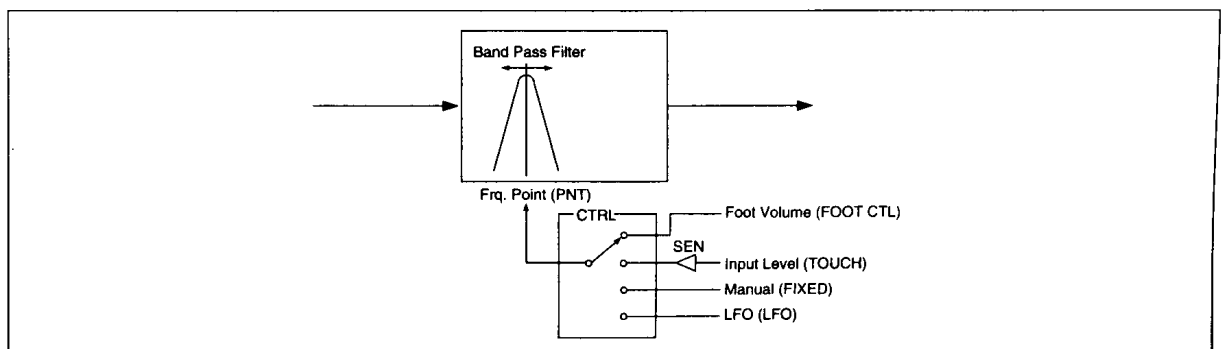 Band Pass Filter
Frq. Point (PNT)
CTRL
Foot Volume (FOOT CTL)
SEN
Input Level (TOUCH)
Manual (FIXED)
LFO (LFO)